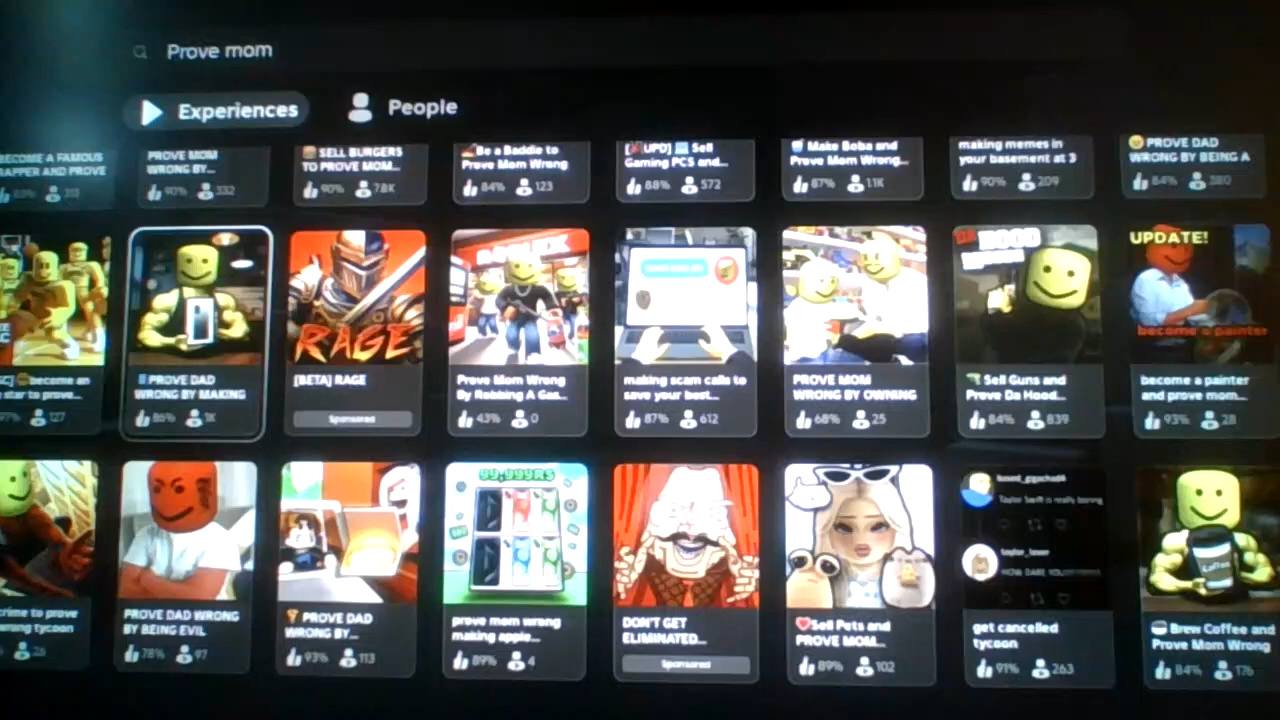 Prove mom
Experiences
People
BECOME A FAMOUS
RAPPER AND PROVE
PROVE MOM
WRONG BY...
90% 332
SELL BURGERS
TO PROVE MOM...
90% 7.8K
Be a Baddie to
Prove Mom Wrong
84% 123
[UPD] Sell
Gaming PCS and...
88% 572
Make Boba and
Prove Mom Wrong...
87% 1.1K
making memes in
your basement at 3
90% 209
PROVE DAD
WRONG BY BEING A
84% 380
become an
star to prove...
127
PROVE DAD
WRONG BY MAKING
86% 1K
RAGE
[BETA] RAGE
Sponsored
ROBLOX
Prove Mom Wrong
By Robbing A Gas...
43% 0
making scam calls to
save your best...
87% 612
PROVE MOM
WRONG BY OWNING
68% 25
DA HOOD
Sell Guns and
Prove Da Hood...
84% 839
UPDATE!
become a painter
become a painter
and prove mom...
93% 28
crime to prove
wrong tycoon
26
PROVE DAD WRONG
BY BEING EVIL
78% 97
PROVE DAD
WRONG BY...
93% 113
99,999RS
prove mom wrong
making apple...
89% 4
DON'T GET
ELIMINATED...
Sponsored
Sell Pets and
PROVE MOM...
89% 102
Taylor Swift is really boring
taylor_lover
get cancelled
tycoon
91% 263
Coffee
Brew Coffee and
Prove Mom Wrong
84% 176